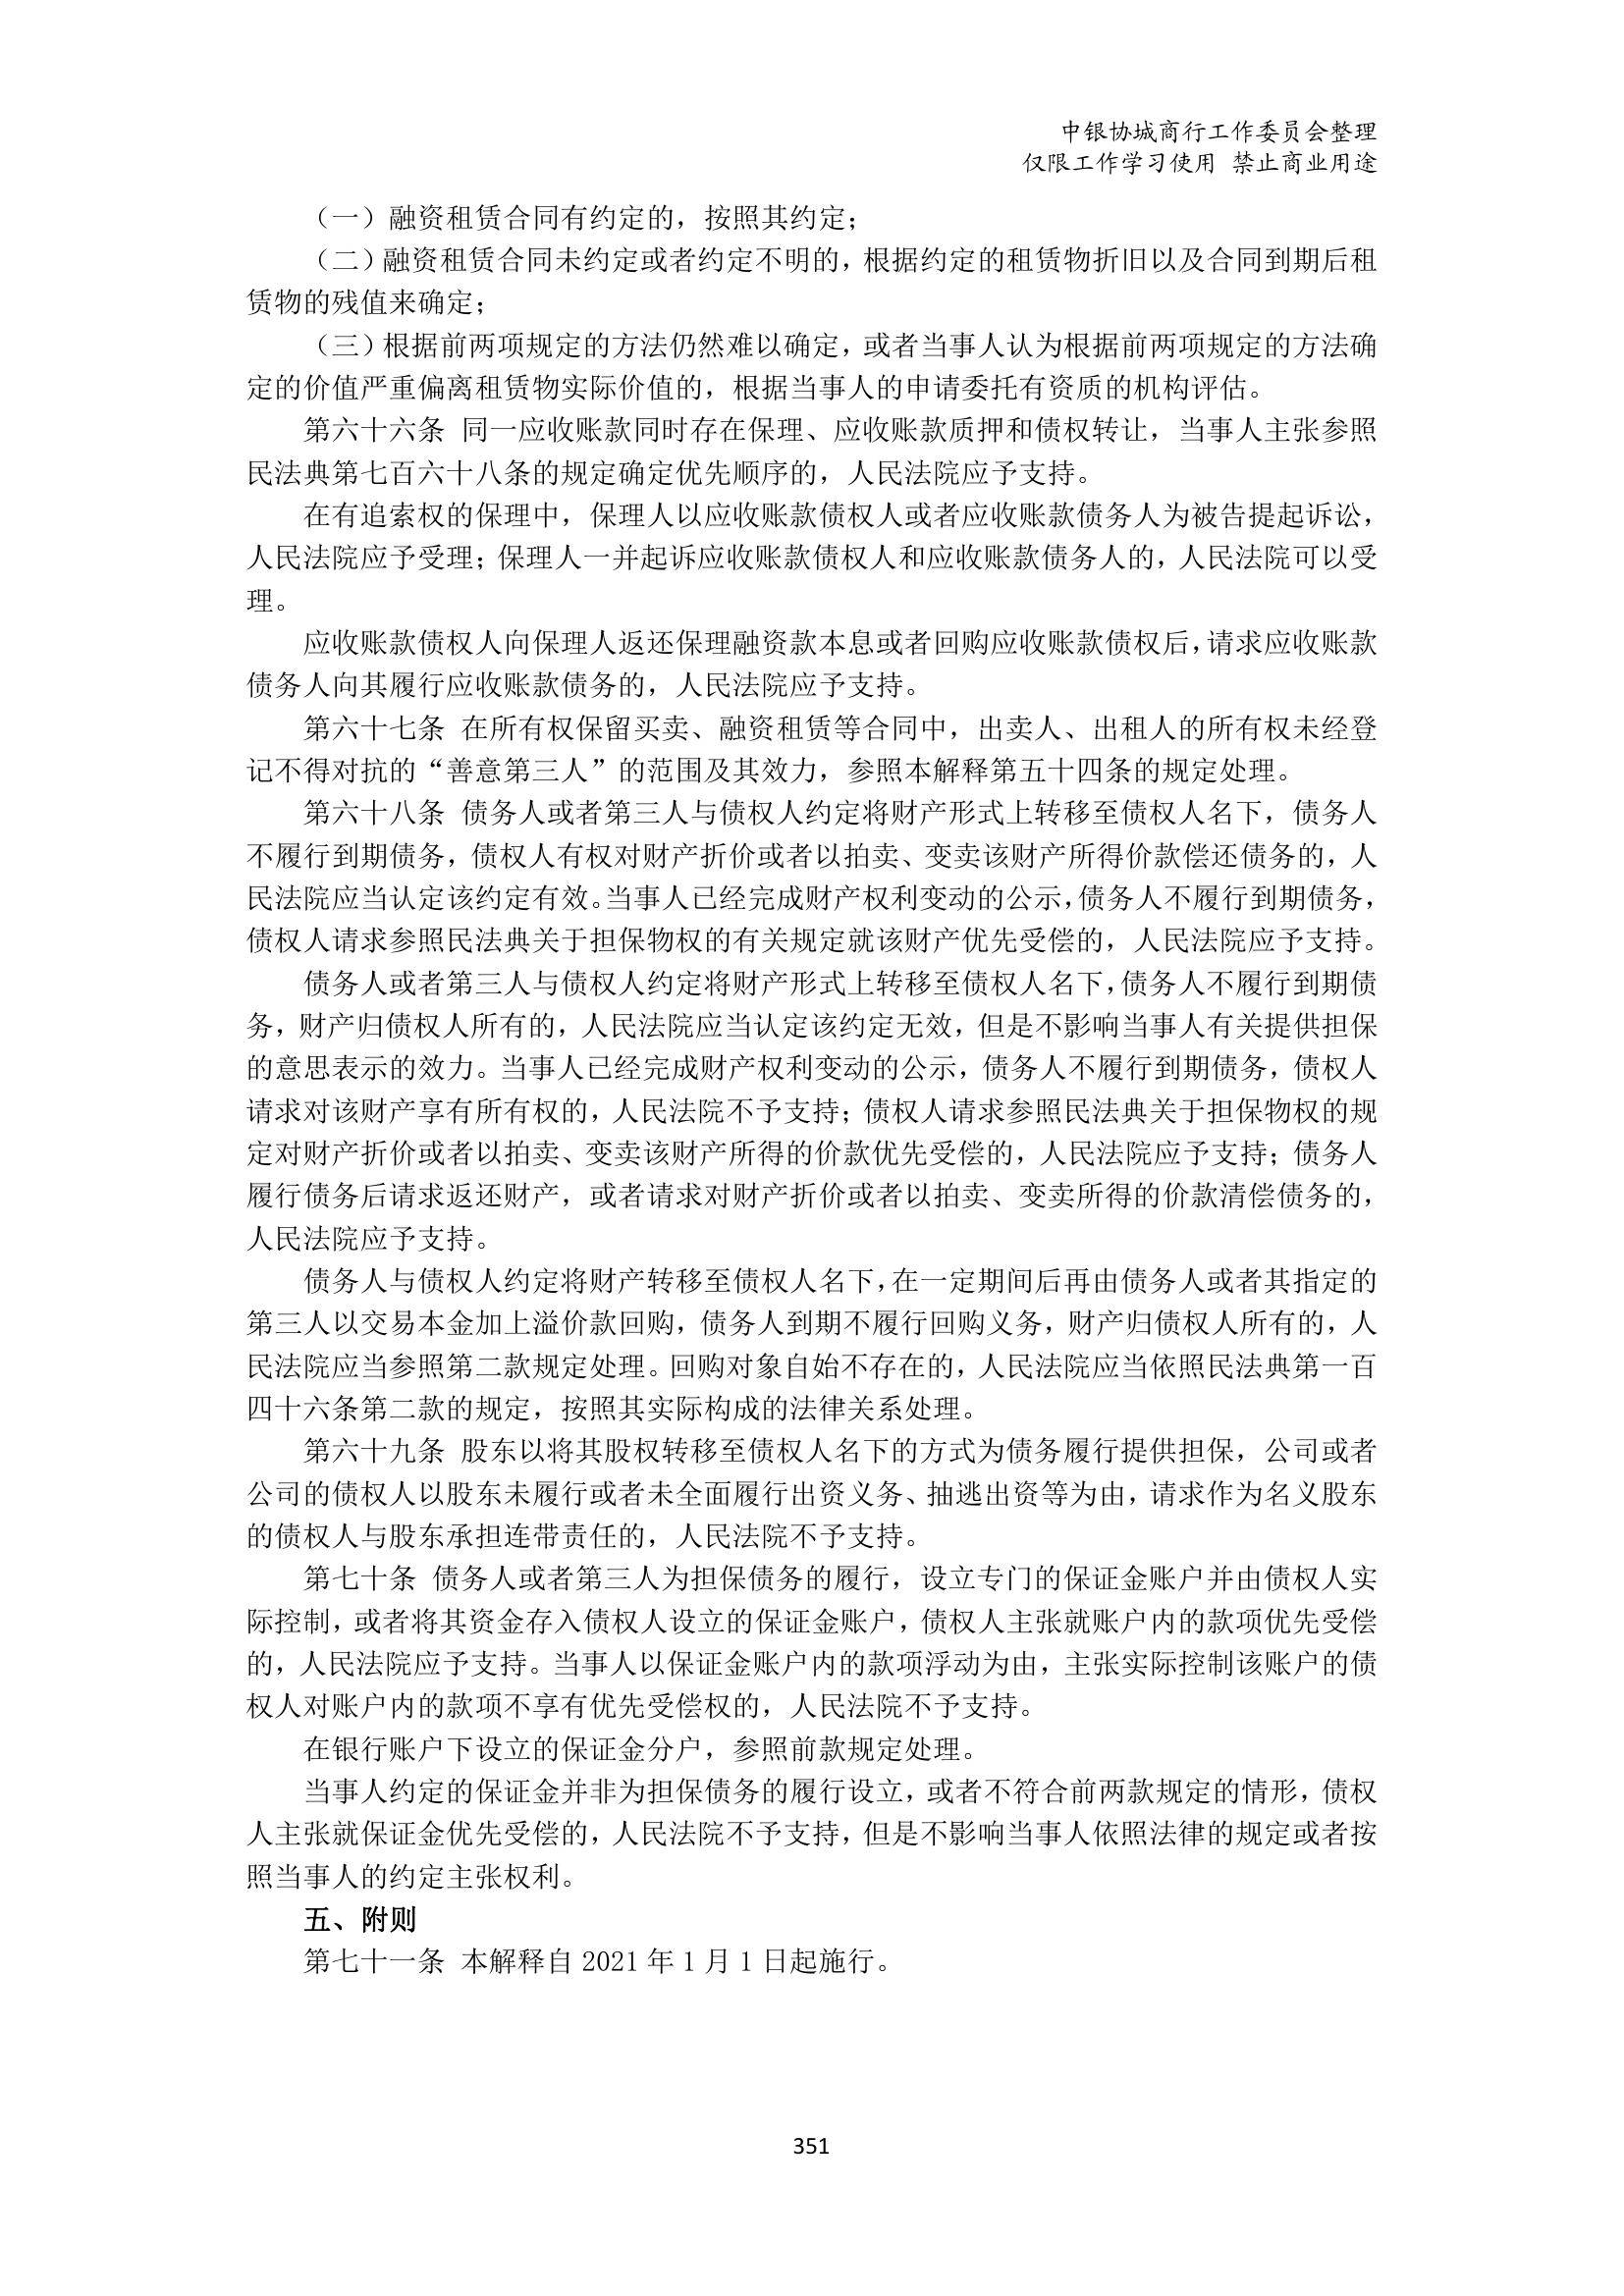 中银协城商行工作委员会整理
仅限工作学习使用 禁止商业用途
（一）融资租赁合同有约定的，按照其约定；
（二）融资租赁合同未约定或者约定不明的，根据约定的租赁物折旧以及合同到期后租
赁物的残值来确定；
（三）根据前两项规定的方法仍然难以确定，或者当事人认为根据前两项规定的方法确
定的价值严重偏离租赁物实际价值的，根据当事人的申请委托有资质的机构评估。
第六十六条 同一应收账款同时存在保理、应收账款质押和债权转让，当事人主张参照
民法典第七百六十八条的规定确定优先顺序的，人民法院应予支持。
在有追索权的保理中，保理人以应收账款债权人或者应收账款债务人为被告提起诉讼，
人民法院应予受理；保理人一并起诉应收账款债权人和应收账款债务人的，人民法院可以受
理。
应收账款债权人向保理人返还保理融资款本息或者回购应收账款债权后，请求应收账款
债务人向其履行应收账款债务的，人民法院应予支持。
第六十七条 在所有权保留买卖、融资租赁等合同中，出卖人、出租人的所有权未经登
记不得对抗的“善意第三人”的范围及其效力，参照本解释第五十四条的规定处理。
第六十八条 债务人或者第三人与债权人约定将财产形式上转移至债权人名下，债务人
不履行到期债务，债权人有权对财产折价或者以拍卖、变卖该财产所得价款偿还债务的，人
民法院应当认定该约定有效。当事人已经完成财产权利变动的公示，债务人不履行到期债务，
债权人请求参照民法典关于担保物权的有关规定就该财产优先受偿的，人民法院应予支持。
债务人或者第三人与债权人约定将财产形式上转移至债权人名下，债务人不履行到期债
务，财产归债权人所有的，人民法院应当认定该约定无效，但是不影响当事人有关提供担保
的意思表示的效力。当事人已经完成财产权利变动的公示，债务人不履行到期债务，债权人
请求对该财产享有所有权的，人民法院不予支持；债权人请求参照民法典关于担保物权的规
定对财产折价或者以拍卖、变卖该财产所得的价款优先受偿的，人民法院应予支持；债务人
履行债务后请求返还财产，或者请求对财产折价或者以拍卖、变卖所得的价款清偿债务的，
人民法院应予支持。
债务人与债权人约定将财产转移至债权人名下，在一定期间后再由债务人或者其指定的
第三人以交易本金加上溢价款回购，债务人到期不履行回购义务，财产归债权人所有的，人
民法院应当参照第二款规定处理。回购对象自始不存在的，人民法院应当依照民法典第一百
四十六条第二款的规定，按照其实际构成的法律关系处理。
第六十九条 股东以将其股权转移至债权人名下的方式为债务履行提供担保，公司或者
公司的债权人以股东未履行或者未全面履行出资义务、抽逃出资等为由，请求作为名义股东
的债权人与股东承担连带责任的，人民法院不予支持。
第七十条 债务人或者第三人为担保债务的履行，设立专门的保证金账户并由债权人实
际控制，或者将其资金存入债权人设立的保证金账户，债权人主张就账户内的款项优先受偿
的，人民法院应予支持。当事人以保证金账户内的款项浮动为由，主张实际控制该账户的债
权人对账户内的款项不享有优先受偿权的，人民法院不予支持。
在银行账户下设立的保证金分户，参照前款规定处理。
当事人约定的保证金并非为担保债务的履行设立，或者不符合前两款规定的情形，债权
人主张就保证金优先受偿的，人民法院不予支持，但是不影响当事人依照法律的规定或者按
照当事人的约定主张权利。
五、附则
第七十一条 本解释自 2021 年 1 月 1 日起施行。
351